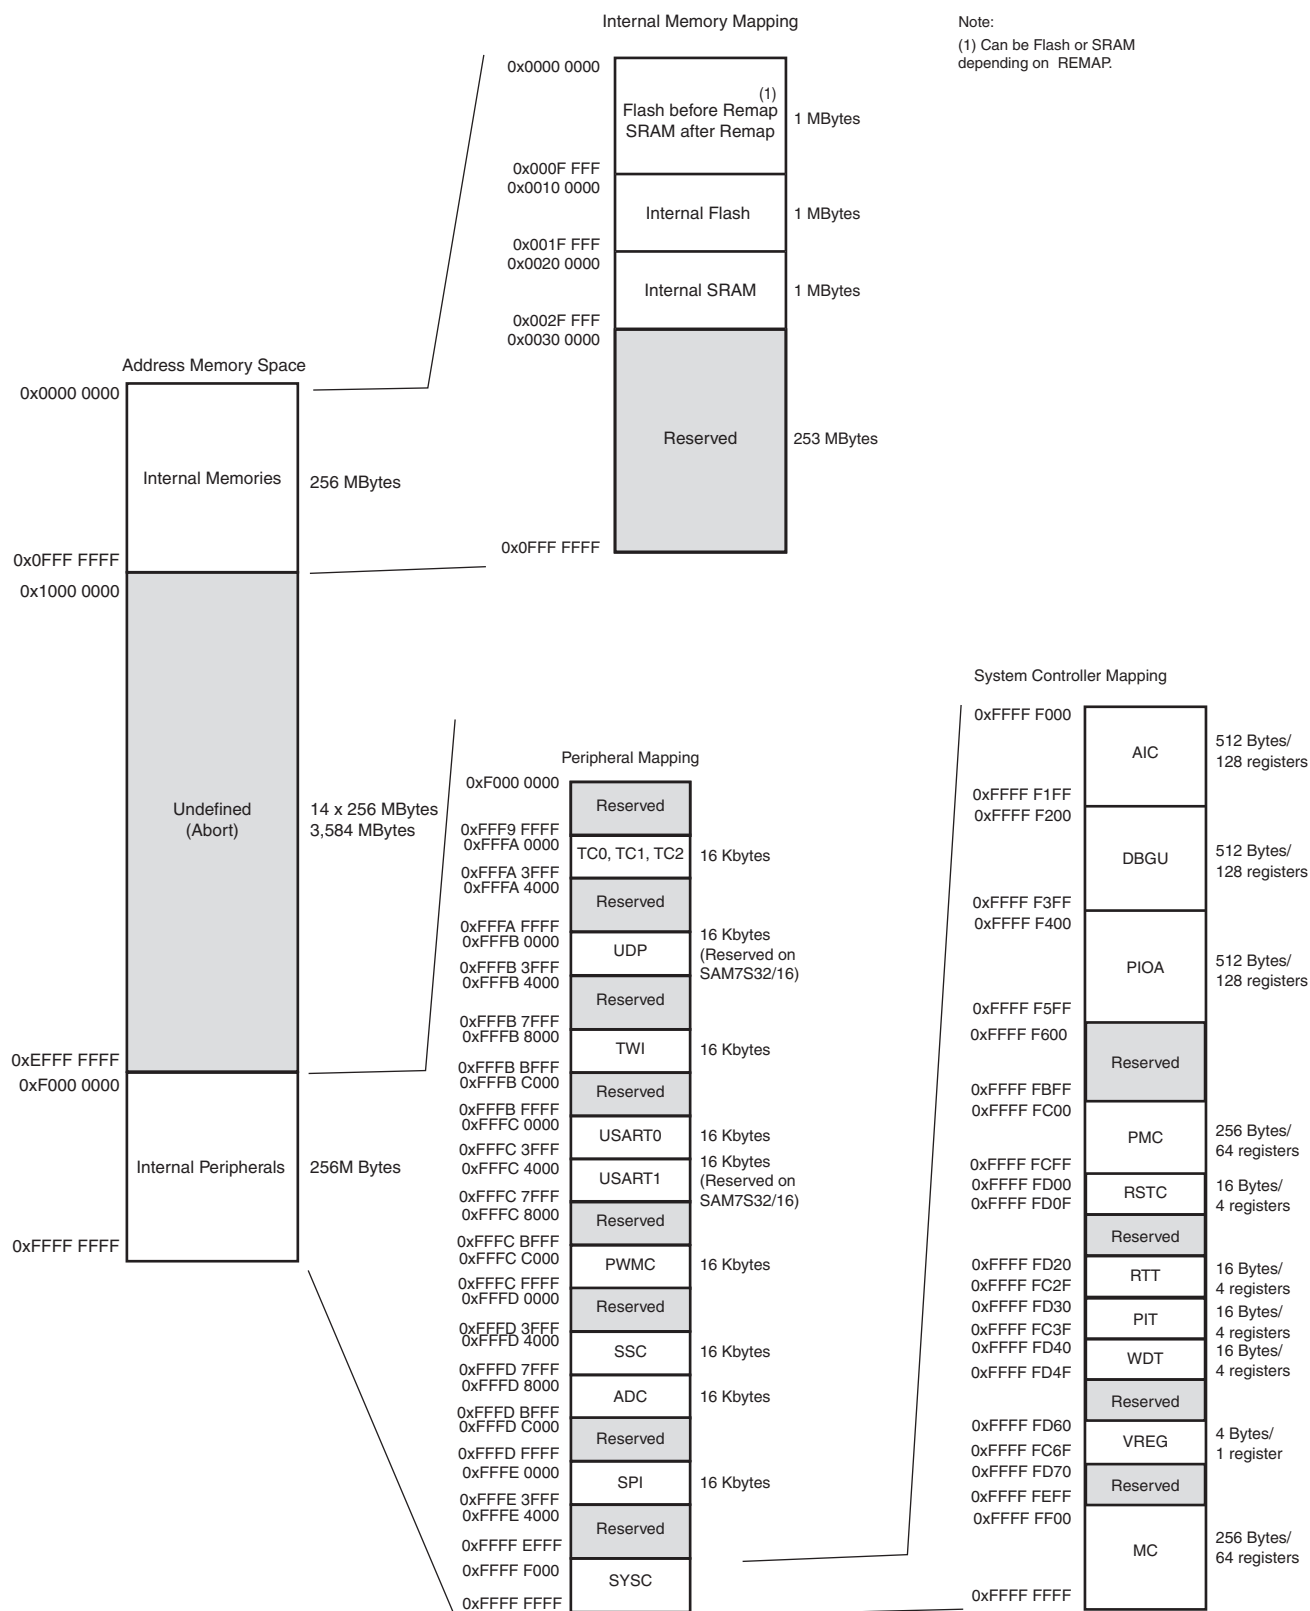 Internal Memory Mapping
Note:
(1) Can be Flash or SRAM
depending on REMAP.
0x0000 0000
(1)
Flash before Remap
SRAM after Remap
1 MBytes
0x000F FFF
0x0010 0000
Internal Flash
1 MBytes
0x001F FFF
0x0020 0000
Internal SRAM
1 MBytes
0x002F FFF
0x0030 0000
Reserved
253 MBytes
0x0FFF FFFF
Address Memory Space
0x0000 0000
Internal Memories
256 MBytes
0x0FFF FFFF
0x1000 0000
Undefined
(Abort)
14 x 256 MBytes
3,584 MBytes
0xEFFF FFFF
0xF000 0000
Internal Peripherals
256M Bytes
0xFFFF FFFF
Peripheral Mapping
0xF000 0000
Reserved
0xFFF9 FFFF
0xFFFA 0000
TC0, TC1, TC2
16 Kbytes
0xFFFA 3FFF
0xFFFA 4000
Reserved
0xFFFA FFFF
0xFFFB 0000
UDP
16 Kbytes
(Reserved on
SAM7S32/16)
0xFFFB 3FFF
0xFFFB 4000
Reserved
0xFFFB 7FFF
0xFFFB 8000
TWI
16 Kbytes
0xFFFB BFFF
0xFFFB C000
Reserved
0xFFFB FFFF
0xFFFC 0000
USART0
16 Kbytes
0xFFFC 3FFF
0xFFFC 4000
USART1
16 Kbytes
(Reserved on
SAM7S32/16)
0xFFFC 7FFF
0xFFFC 8000
Reserved
0xFFFC BFFF
0xFFFC C000
PWMC
16 Kbytes
0xFFFC FFFF
0xFFFD 0000
Reserved
0xFFFD 3FFF
0xFFFD 4000
SSC
16 Kbytes
0xFFFD 7FFF
0xFFFD 8000
ADC
16 Kbytes
0xFFFD BFFF
0xFFFD C000
Reserved
0xFFFD FFFF
0xFFFE 0000
SPI
16 Kbytes
0xFFFE 3FFF
0xFFFE 4000
Reserved
0xFFFF EFFF
0xFFFF F000
SYSC
0xFFFF FFFF
System Controller Mapping
0xFFFF F000
AIC
512 Bytes/
128 registers
0xFFFF F1FF
0xFFFF F200
DBGU
512 Bytes/
128 registers
0xFFFF F3FF
0xFFFF F400
PIOA
512 Bytes/
128 registers
0xFFFF F5FF
0xFFFF F600
Reserved
0xFFFF FBFF
0xFFFF FC00
PMC
256 Bytes/
64 registers
0xFFFF FCFF
0xFFFF FD00
RSTC
16 Bytes/
4 registers
0xFFFF FD0F
Reserved
0xFFFF FD20
RTT
16 Bytes/
4 registers
0xFFFF FC2F
0xFFFF FD30
PIT
16 Bytes/
4 registers
0xFFFF FC3F
0xFFFF FD40
WDT
16 Bytes/
4 registers
0xFFFF FD4F
Reserved
0xFFFF FD60
VREG
4 Bytes/
1 register
0xFFFF FC6F
0xFFFF FD70
Reserved
0xFFFF FEFF
0xFFFF FF00
MC
256 Bytes/
64 registers
0xFFFF FFFF